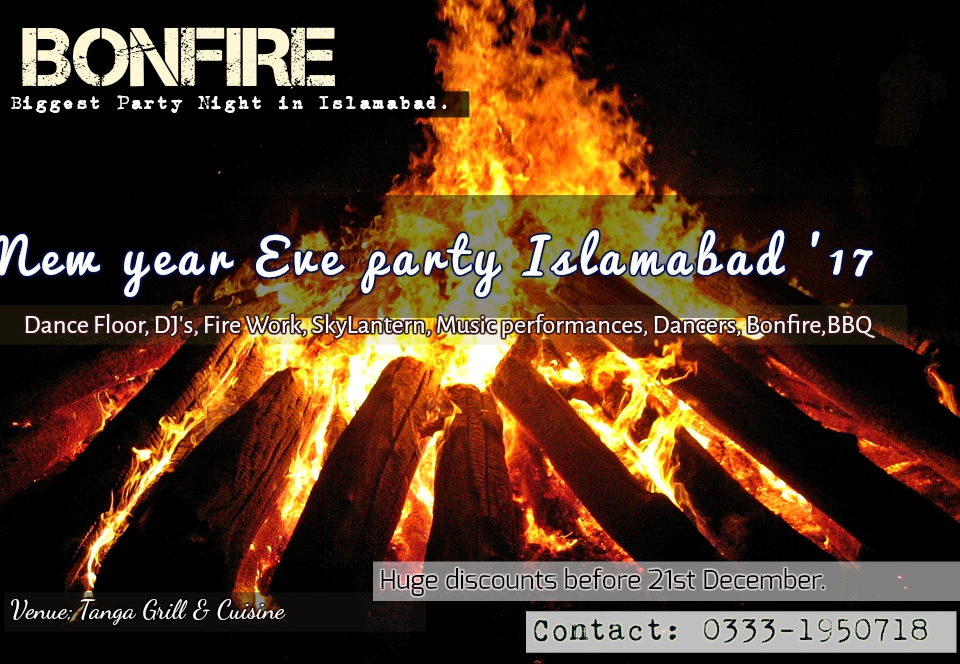 BONFIRE
Biggest Party Night in Islamabad.
New year Eve party Islamabad '17
Dance Floor, DJ's, Fire Work, SkyLantern, Music performances, Dancers, Bonfire,BBQ
Huge discounts before 21st December.
Venue: Tanga Grill & Cuisine
Contact: 0333-1950718